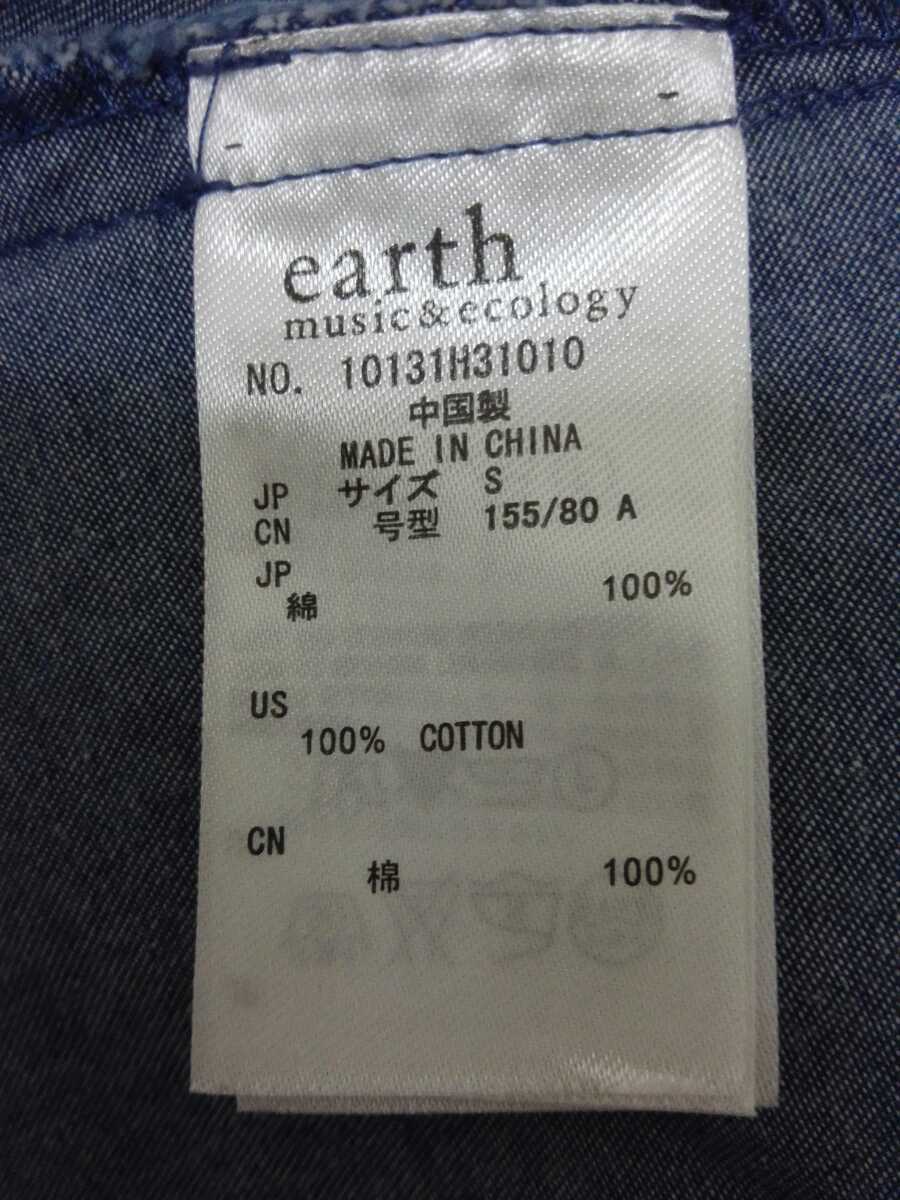 earth
music&ecology
NO. 10131H31010
中国製
MADE IN CHINA
JP サイズ S
CN 号型 155/80 A
JP
綿 100%
US
100% COTTON
CN
棉 100%